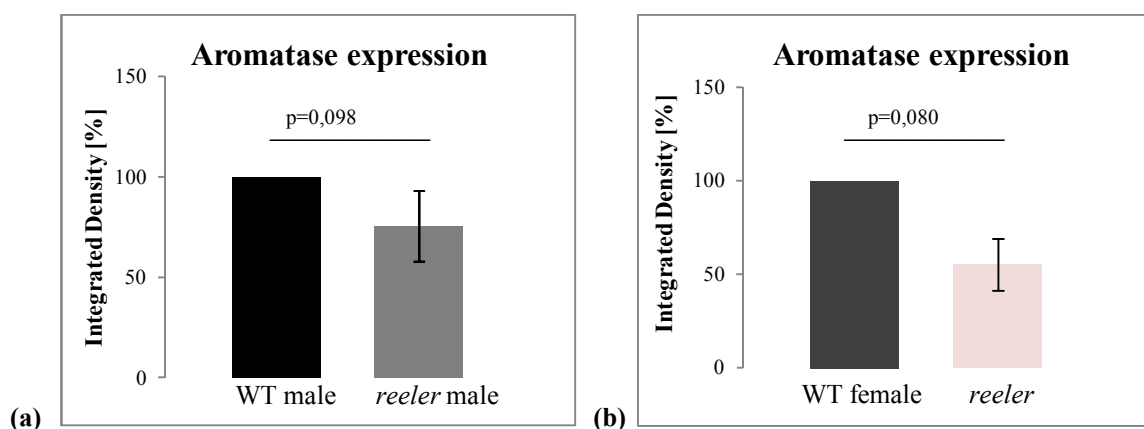 Aromatase expression
150
p=0,098
100
50
0
Integrated Density [%]
WT male
reeler male
(a)
Aromatase expression
150
p=0,080
100
50
0
Integrated Density [%]
WT female
reeler
(b)